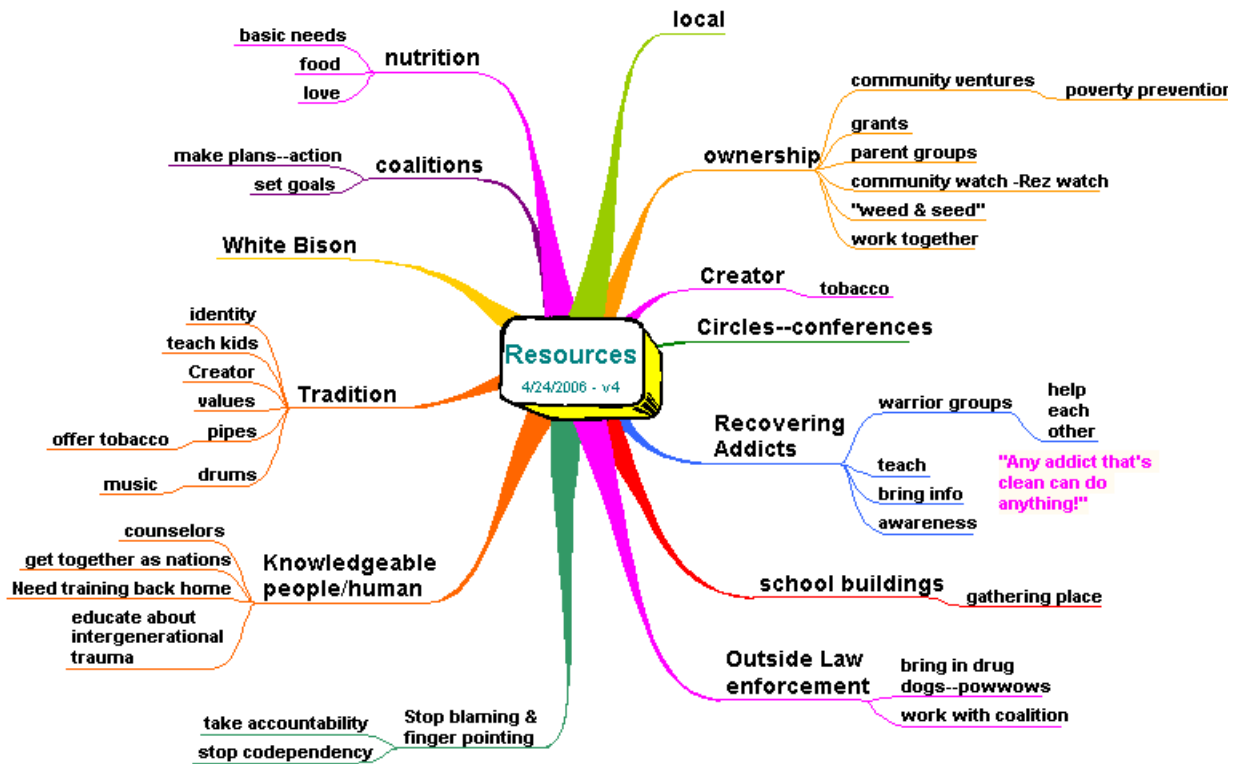 Resources
4/24/2006 - v4
local
ownership
community ventures
poverty prevention
grants
parent groups
community watch -Rez watch
"weed & seed"
work together
Creator
tobacco
Circles--conferences
Recovering
Addicts
warrior groups
help
each
other
teach
bring info
awareness
"Any addict that's
clean can do
anything!"
school buildings
gathering place
Outside Law
enforcement
bring in drug
dogs--powwows
work with coalition
Stop blaming &
finger pointing
take accountability
stop codependency
Knowledgeable
people/human
counselors
get together as nations
Need training back home
educate about
intergenerational
trauma
Tradition
identity
teach kids
Creator
values
pipes
offer tobacco
drums
music
White Bison
coalitions
make plans--action
set goals
nutrition
basic needs
food
love